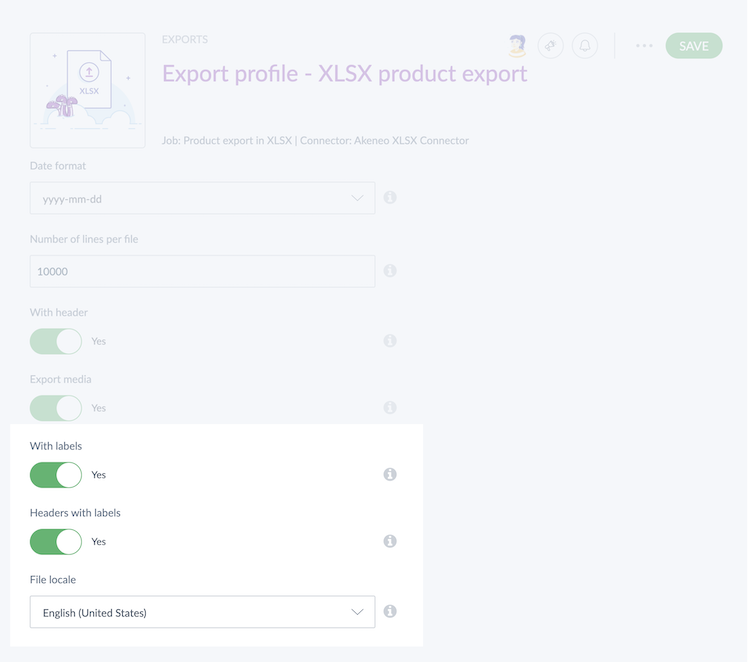 EXPORTS
SAVE
Export profile - XLSX product export
XLSX
Job: Product export in XLSX | Connector: Akeneo XLSX Connector
Date format
yyyy-mm-dd
Number of lines per file
10000
With header
Yes
Export media
Yes
With labels
Yes
Headers with labels
Yes
File locale
English (United States)